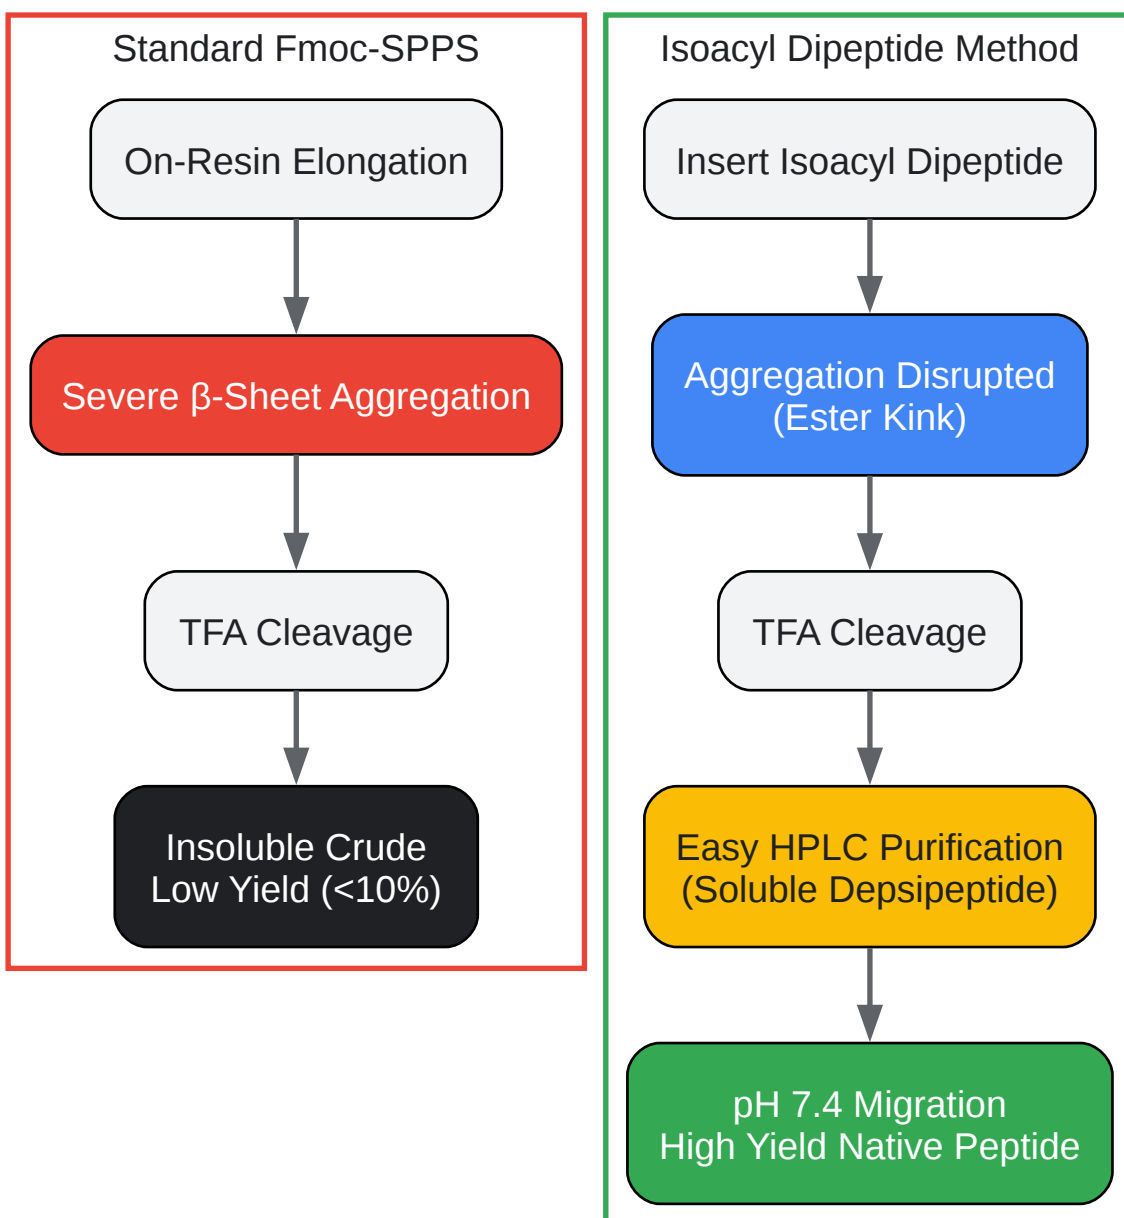 Standard Fmoc-SPPS
On-Resin Elongation
Severe β-Sheet Aggregation
TFA Cleavage
Insoluble Crude
Low Yield (<10%)
Isoacyl Dipeptide Method
Insert Isoacyl Dipeptide
Aggregation Disrupted
(Ester Kink)
TFA Cleavage
Easy HPLC Purification
(Soluble Depsipeptide)
pH 7.4 Migration
High Yield Native Peptide